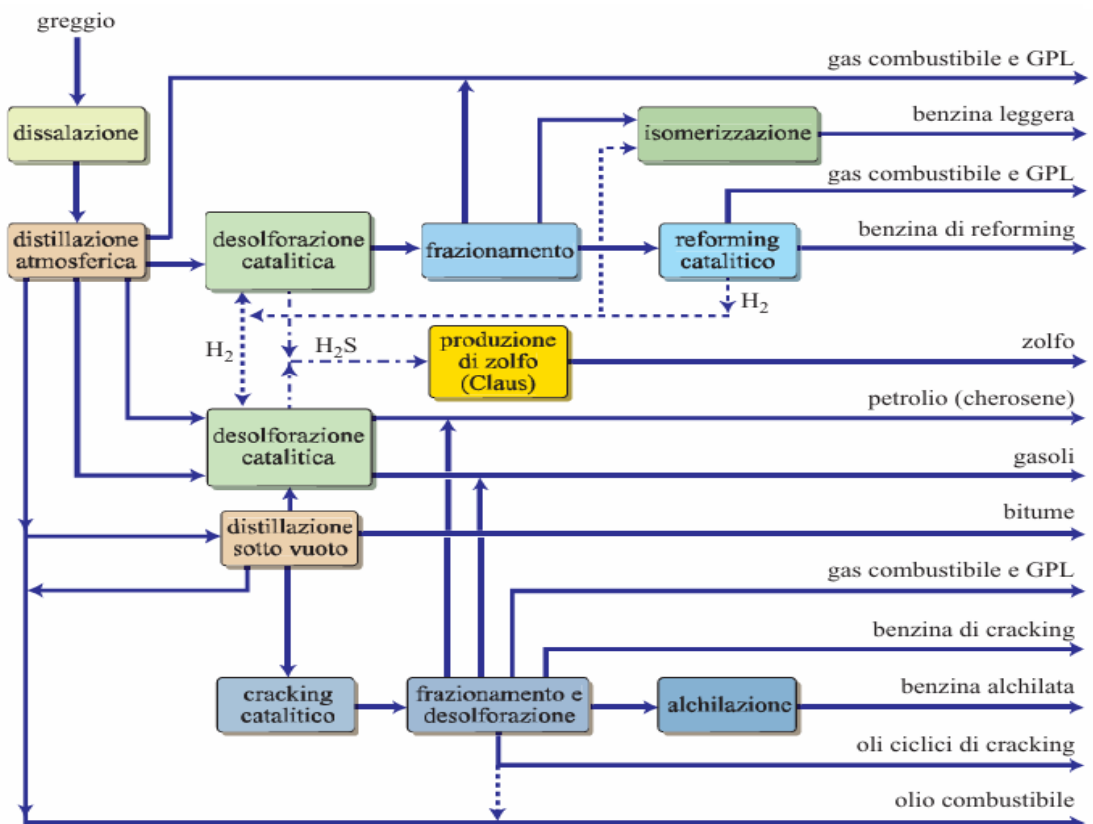 greggio
gas combustibile e GPL
dissalazione
isomerizzazione
benzina leggera
gas combustibile e GPL
distillazione
atmosferica
desolforazione
catalitica
frazionamento
reforming
catalitico
benzina di reforming
H2
H2
H2S
produzione
di zolfo
(Claus)
zolfo
petrolio (cherosene)
desolforazione
catalitica
gasoli
distillazione
sotto vuoto
bitume
gas combustibile e GPL
benzina di cracking
cracking
catalitico
frazionamento e
desolforazione
alchilazione
benzina alchilata
oli ciclici di cracking
olio combustibile